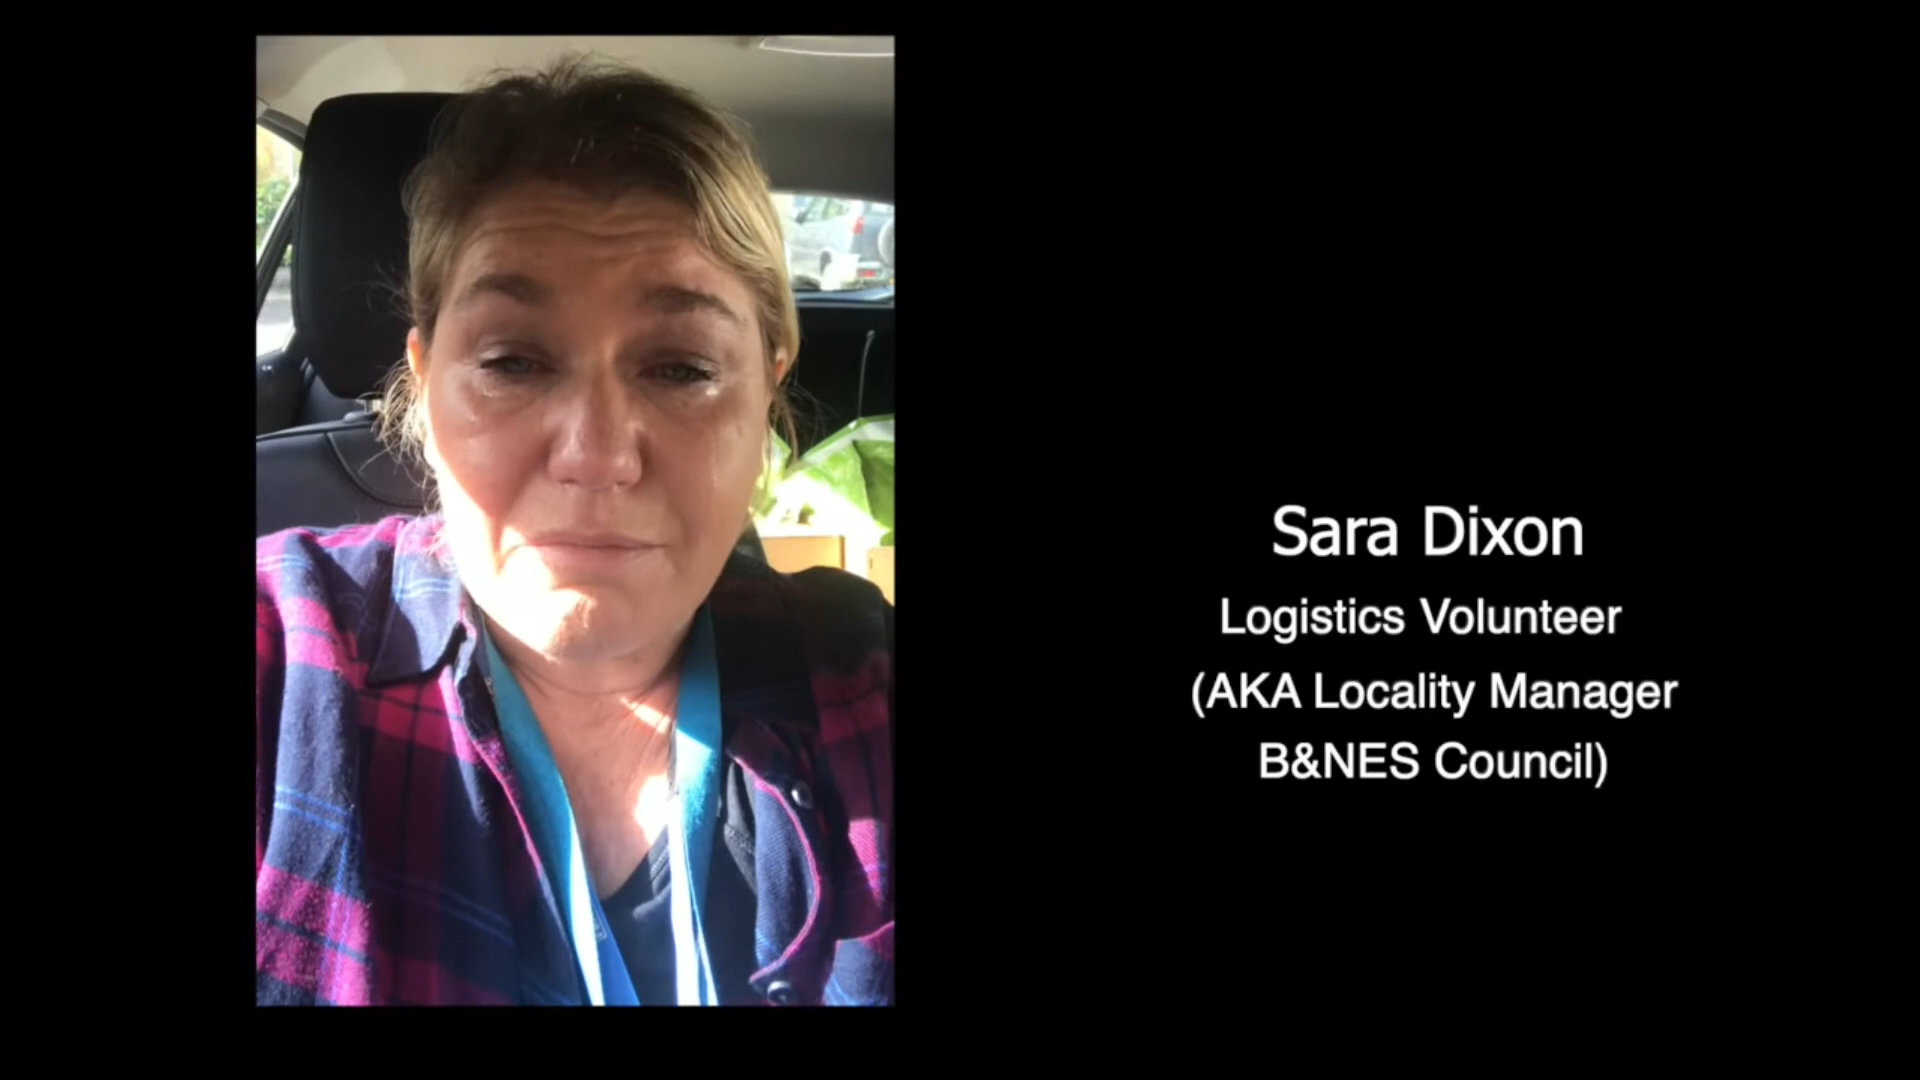 Sara Dixon
Logistics Volunteer
(AKA Locality Manager
B&NES Council)